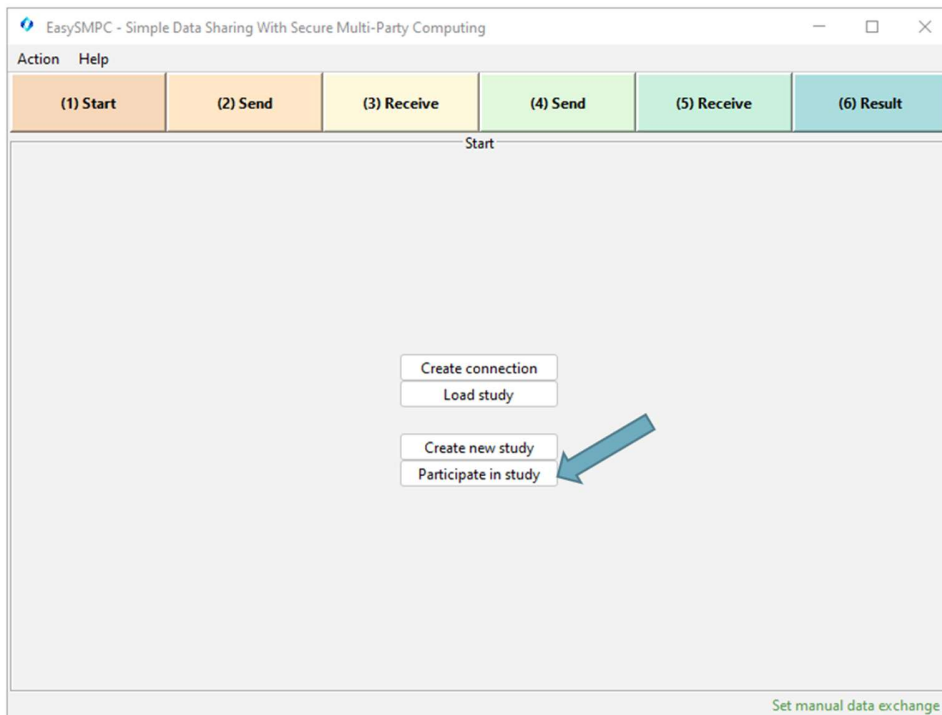 EasySMPC - Simple Data Sharing With Secure Multi-Party Computing
Action Help
(1) Start (2) Send (3) Receive (4) Send (5) Receive (6) Result
Start
Create connection
Load study
Create new study
Participate in study
Set manual data exchange